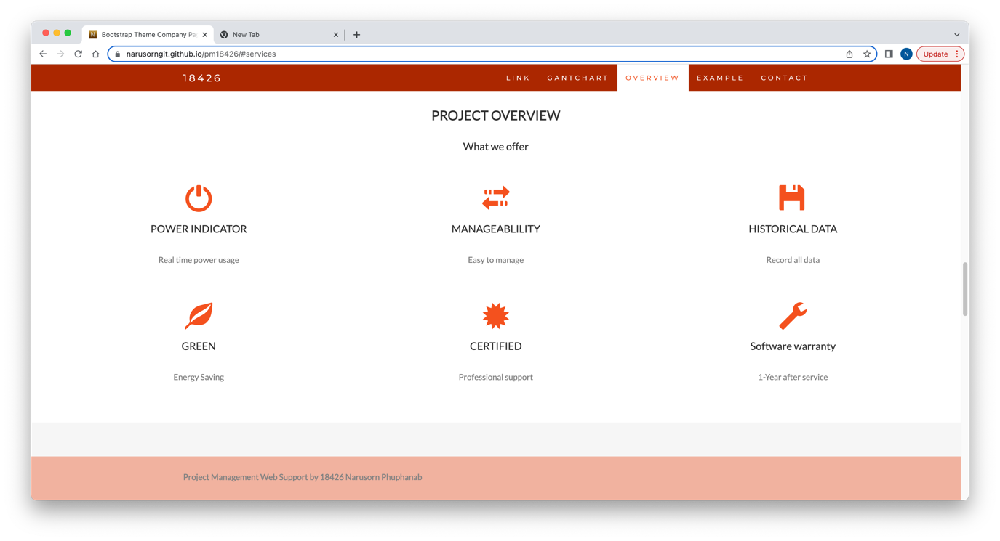 Bootstrap Theme Company Pa
New Tab
narusorngit.github.io/pm18426/#services
N
Update
18426
LINK GANTCHART OVERVIEW EXAMPLE CONTACT
PROJECT OVERVIEW
What we offer
POWER INDICATOR MANAGEABLILITY HISTORICAL DATA
Real time power usage Easy to manage Record all data
GREEN CERTIFIED Software warranty
Energy Saving Professional support 1-Year after service
Project Management Web Support by 18426 Narusorn Phuphanab